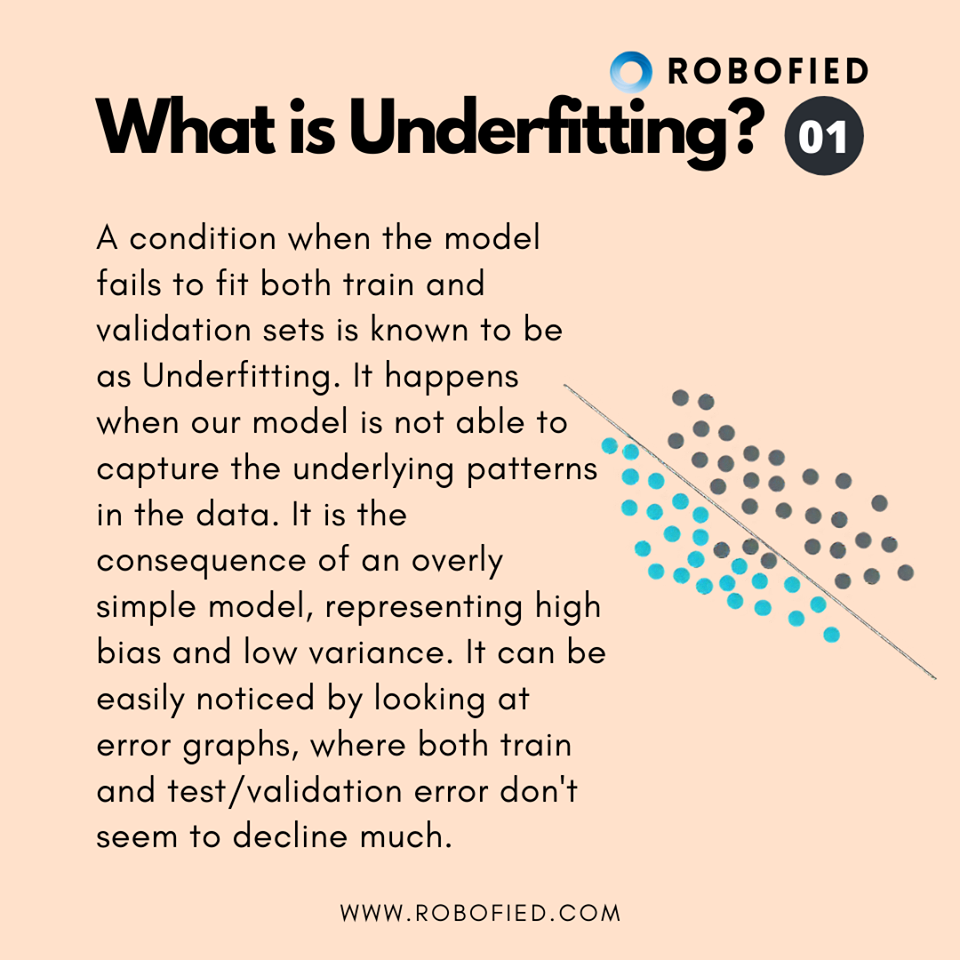 ROBOFIED
What is Underfitting? 01
A condition when the model
fails to fit both train and
validation sets is known to be
as Underfitting. It happens
when our model is not able to
capture the underlying patterns
in the data. It is the
consequence of an overly
simple model, representing high
bias and low variance. It can be
easily noticed by looking at
error graphs, where both train
and test/validation error don't
seem to decline much.
WWW.ROBOFIED.COM